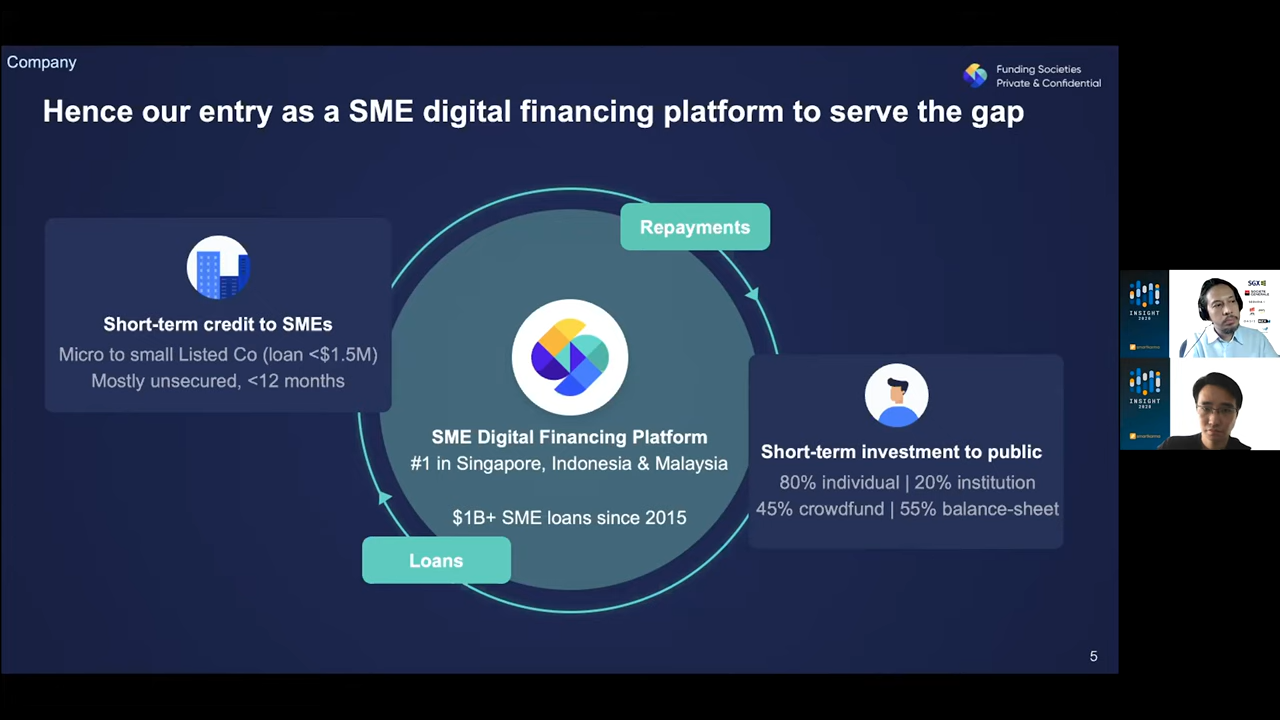 Company
Funding Societies
Private & Confidential
Hence our entry as a SME digital financing platform to serve the gap
Repayments
Short-term credit to SMEs
Micro to small Listed Co (loan <$1.5M)
Mostly unsecured, <12 months
SME Digital Financing Platform
#1 in Singapore, Indonesia & Malaysia
$1B+ SME loans since 2015
Short-term investment to public
80% individual | 20% institution
45% crowdfund | 55% balance-sheet
Loans
5
INSIGHT
2020
SGX
SOCIETE
GENERALE
INSIGHT
2020